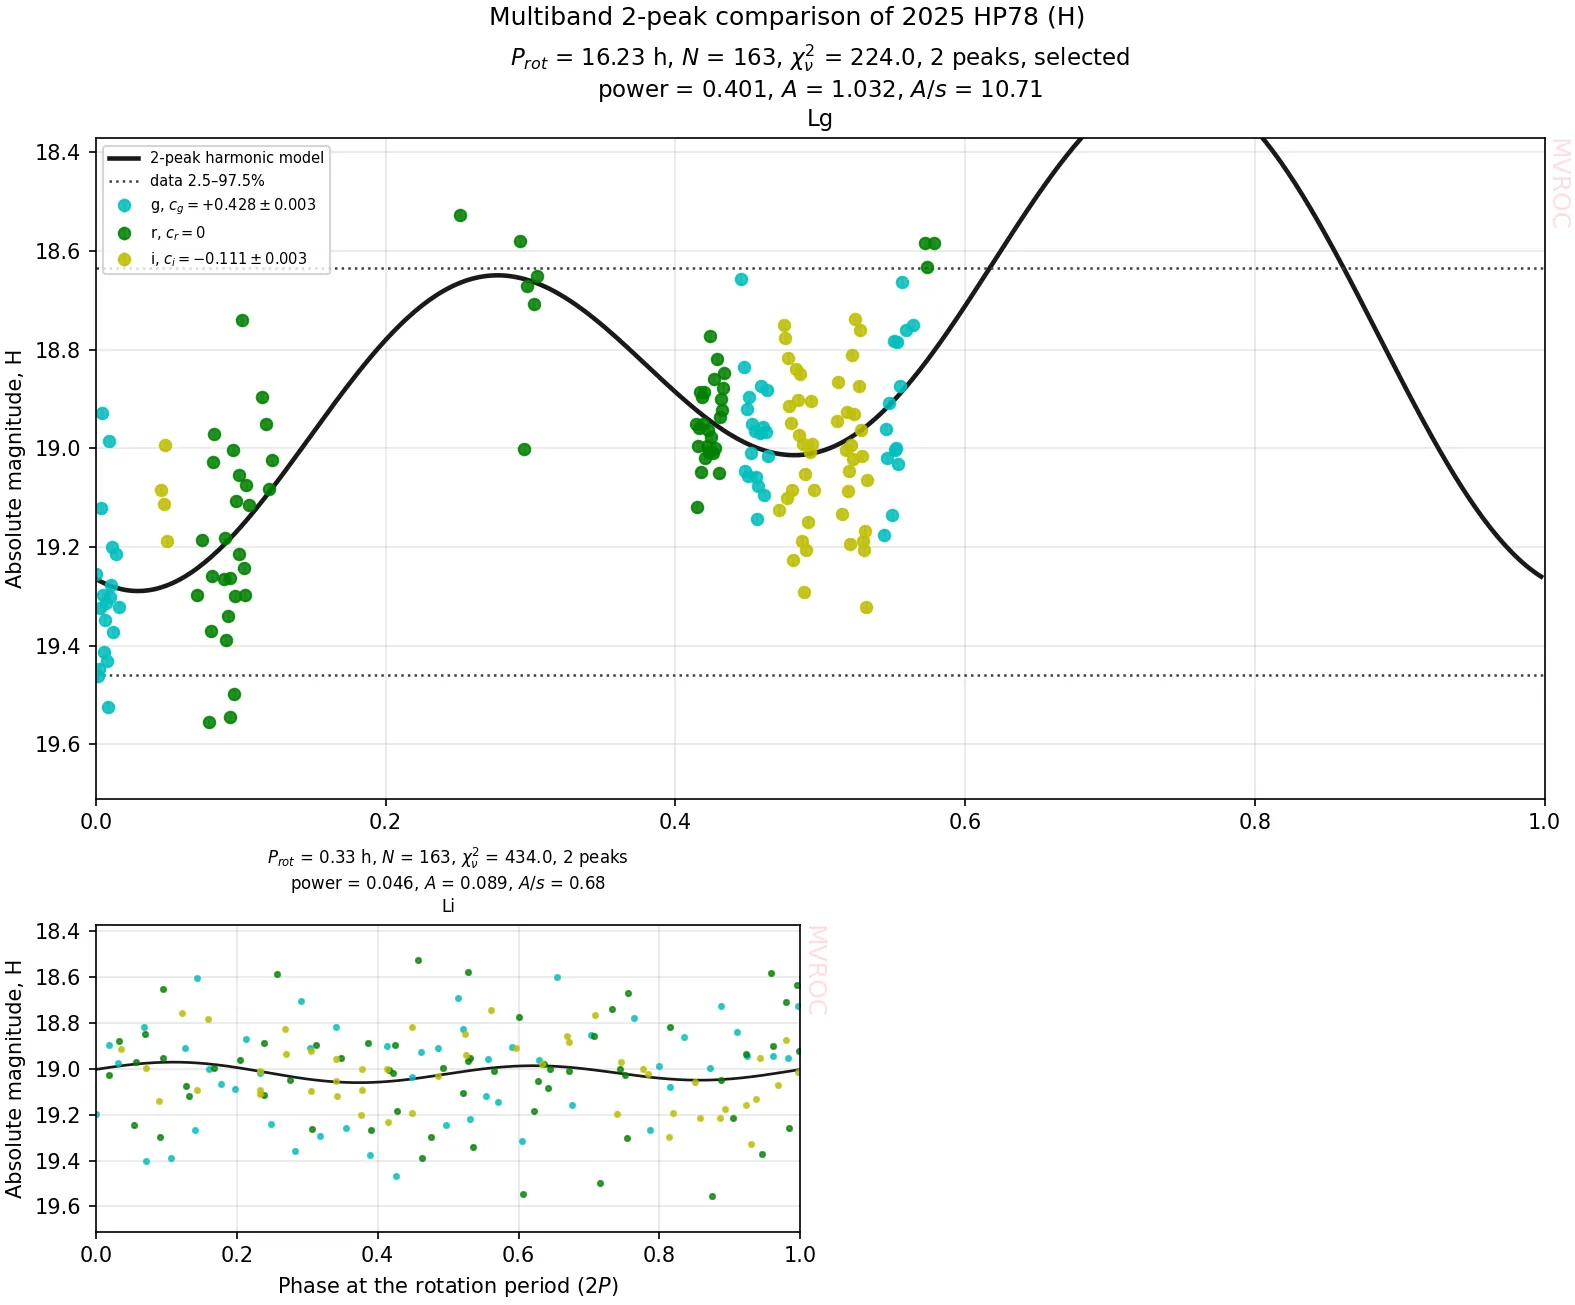 Multiband 2-peak comparison of 2025 HP78 (H)
P_rot = 16.23 h, N = 163, χ²_ν = 224.0, 2 peaks, selected
power = 0.401, A = 1.032, A/s = 10.71
Lg
2-peak harmonic model
data 2.5–97.5%
g, c_g = +0.428 ± 0.003
r, c_r = 0
i, c_i = −0.111 ± 0.003
MVROC
Absolute magnitude, H
18.4
18.6
18.8
19.0
19.2
19.4
19.6
0.0 0.2 0.4 0.6 0.8 1.0
P_rot = 0.33 h, N = 163, χ²_ν = 434.0, 2 peaks
power = 0.046, A = 0.089, A/s = 0.68
Li
MVROC
Absolute magnitude, H
18.4
18.6
18.8
19.0
19.2
19.4
19.6
0.0 0.2 0.4 0.6 0.8 1.0
Phase at the rotation period (2P)